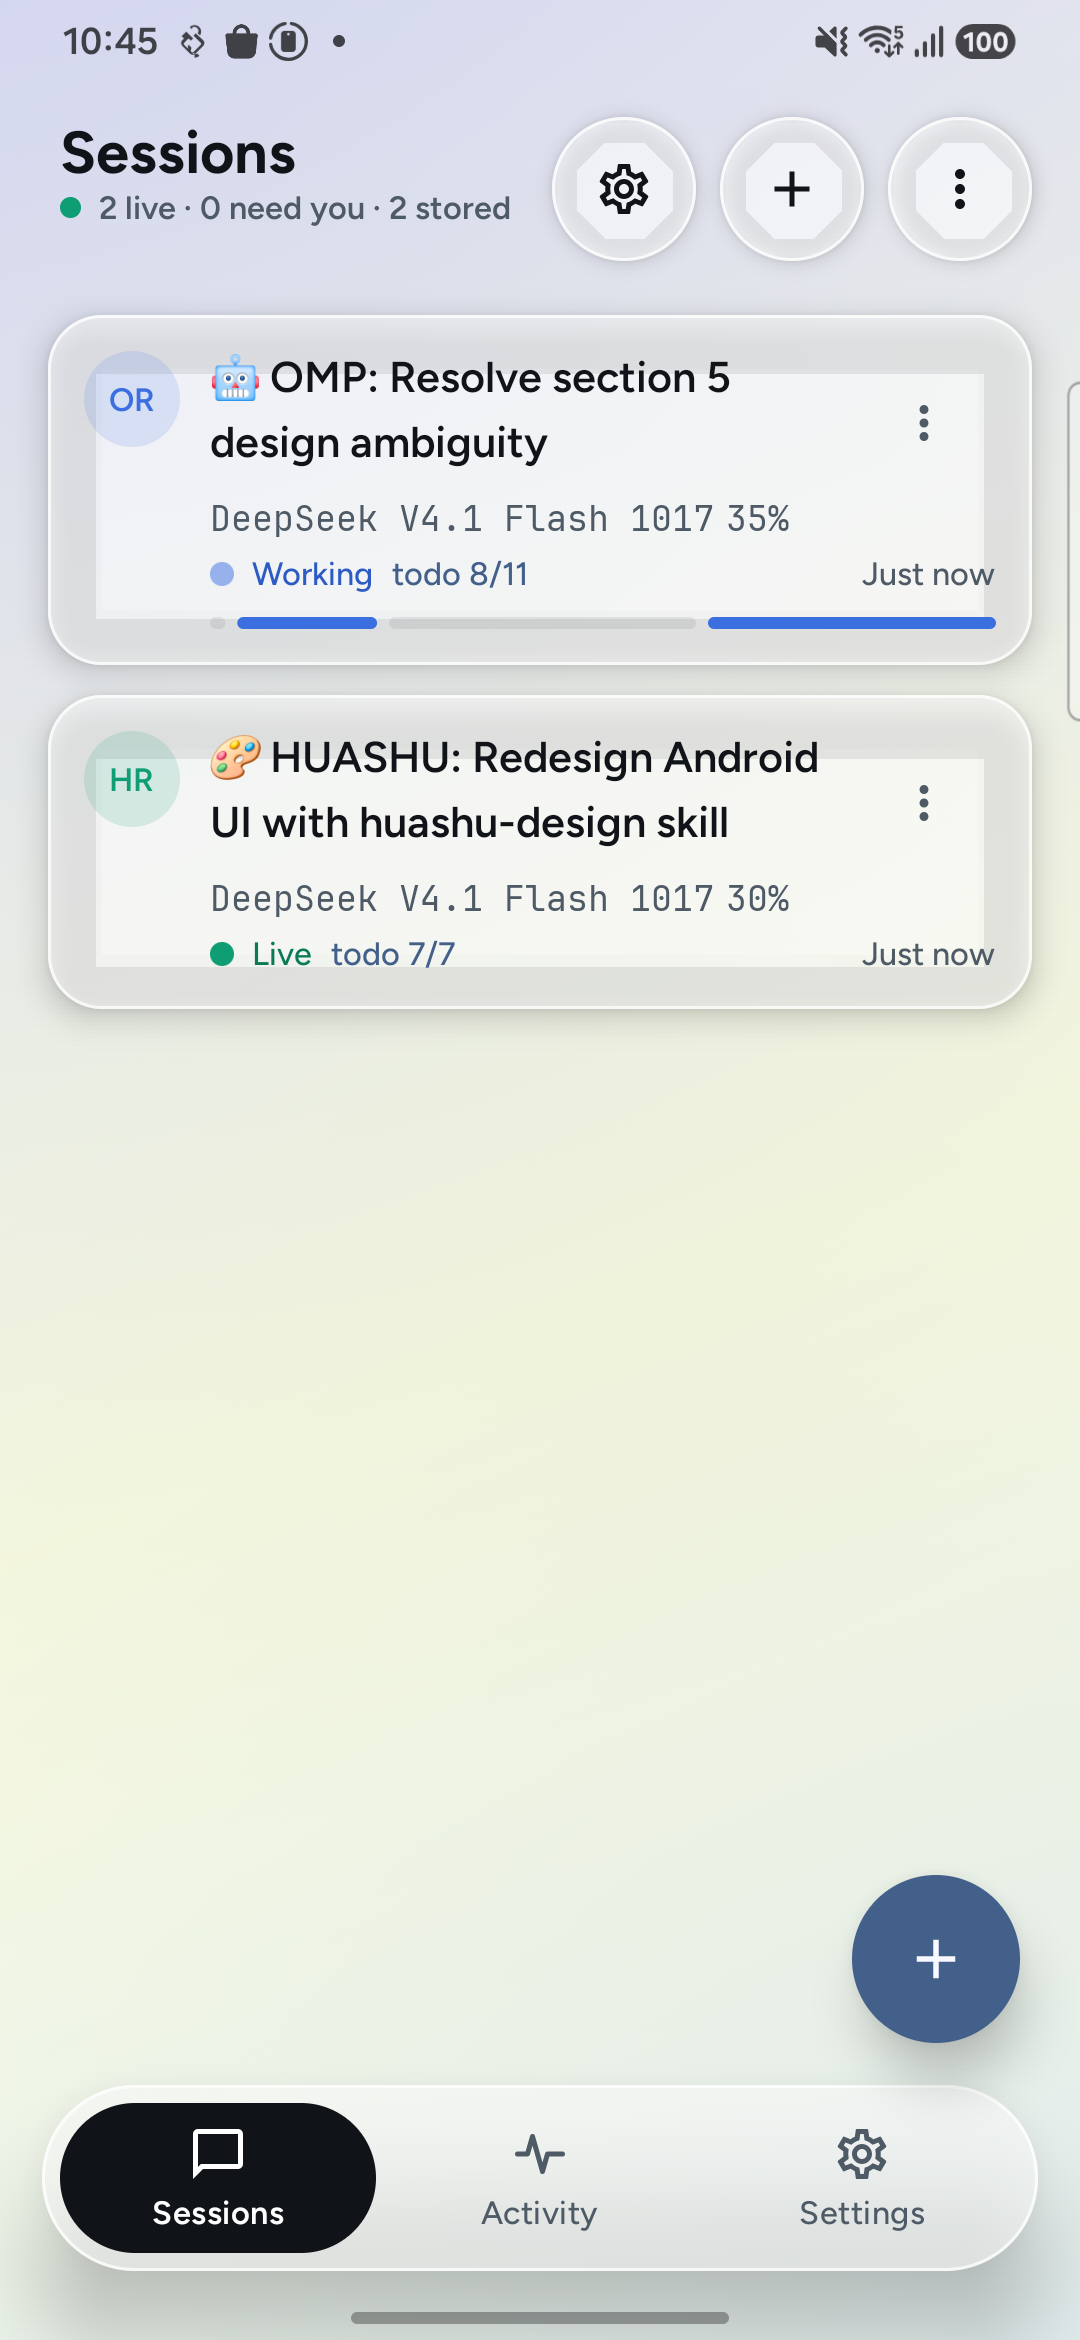 10:45
5
100
Sessions
2 live · 0 need you · 2 stored
OR
🤖 OMP: Resolve section 5
design ambiguity
DeepSeek V4.1 Flash 1017 35%
Working todo 8/11
Just now
HR
🎨 HUASHU: Redesign Android
UI with huashu-design skill
DeepSeek V4.1 Flash 1017 30%
Live todo 7/7
Just now
Sessions
Activity
Settings